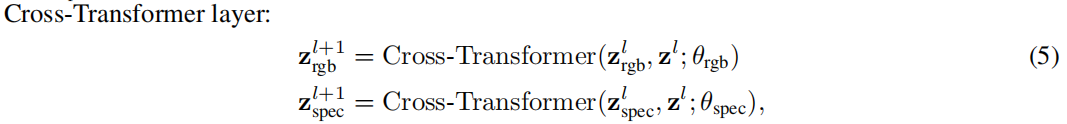 Cross-Transformer layer:
z_rgb^{l+1} = Cross-Transformer(z_rgb^l, z^l; θ_rgb) (5)
z_spec^{l+1} = Cross-Transformer(z_spec^l, z^l; θ_spec),